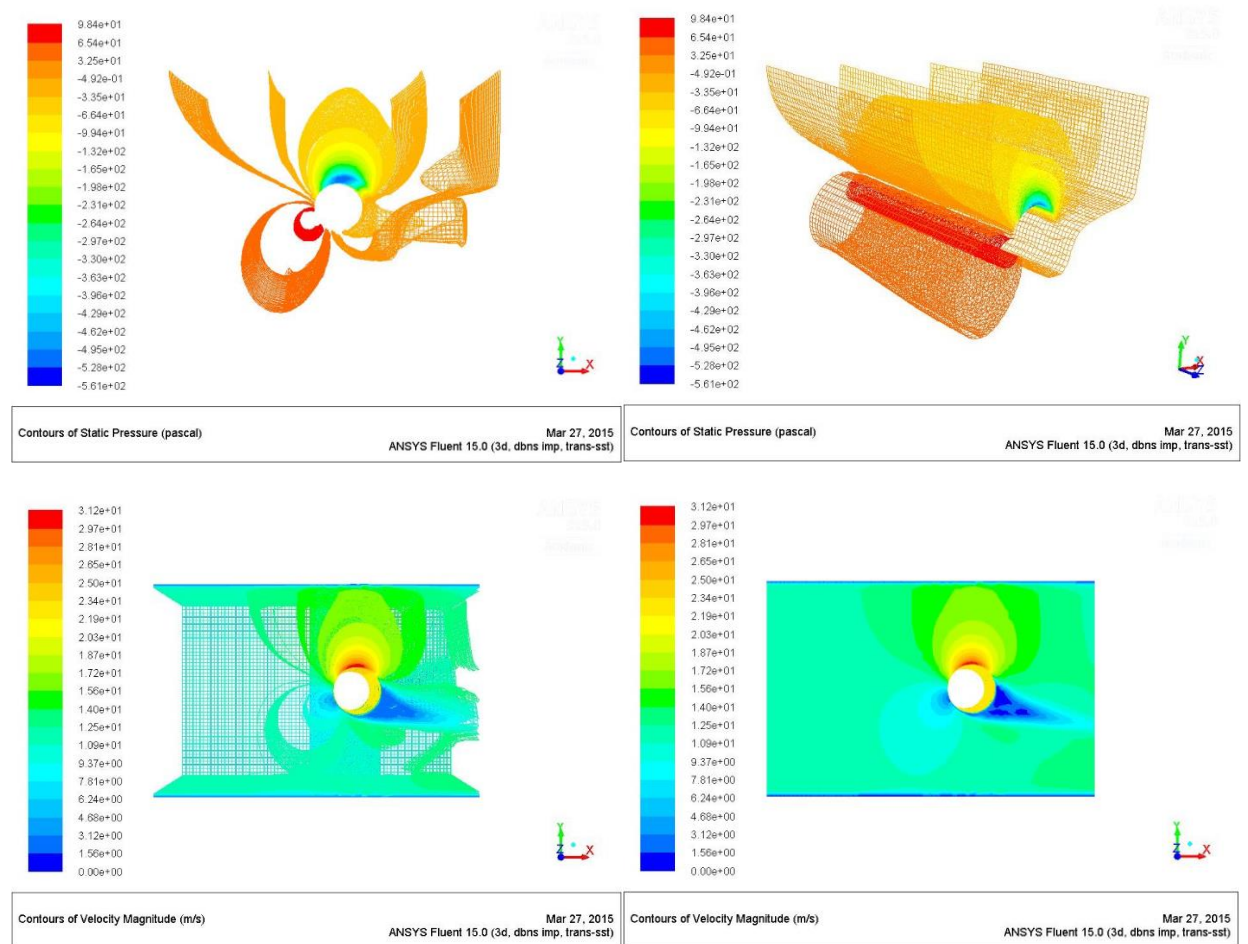 9.84e+01
6.54e+01
3.25e+01
-4.92e-01
-3.35e+01
-6.64e+01
-9.94e+01
-1.32e+02
-1.65e+02
-1.98e+02
-2.31e+02
-2.64e+02
-2.97e+02
-3.30e+02
-3.63e+02
-3.96e+02
-4.29e+02
-4.62e+02
-4.95e+02
-5.28e+02
-5.61e+02
Y
Z
X
Contours of Static Pressure (pascal)
Mar 27, 2015
ANSYS Fluent 15.0 (3d, dbns imp, trans-sst)
9.84e+01
6.54e+01
3.25e+01
-4.92e-01
-3.35e+01
-6.64e+01
-9.94e+01
-1.32e+02
-1.65e+02
-1.98e+02
-2.31e+02
-2.64e+02
-2.97e+02
-3.30e+02
-3.63e+02
-3.96e+02
-4.29e+02
-4.62e+02
-4.95e+02
-5.28e+02
-5.61e+02
Y
X
Z
Contours of Static Pressure (pascal)
Mar 27, 2015
ANSYS Fluent 15.0 (3d, dbns imp, trans-sst)
3.12e+01
2.97e+01
2.81e+01
2.65e+01
2.50e+01
2.34e+01
2.19e+01
2.03e+01
1.87e+01
1.72e+01
1.56e+01
1.40e+01
1.25e+01
1.09e+01
9.37e+00
7.81e+00
6.24e+00
4.68e+00
3.12e+00
1.56e+00
0.00e+00
Y
Z
X
Contours of Velocity Magnitude (m/s)
Mar 27, 2015
ANSYS Fluent 15.0 (3d, dbns imp, trans-sst)
3.12e+01
2.97e+01
2.81e+01
2.65e+01
2.50e+01
2.34e+01
2.19e+01
2.03e+01
1.87e+01
1.72e+01
1.56e+01
1.40e+01
1.25e+01
1.09e+01
9.37e+00
7.81e+00
6.24e+00
4.68e+00
3.12e+00
1.56e+00
0.00e+00
Y
Z
X
Contours of Velocity Magnitude (m/s)
Mar 27, 2015
ANSYS Fluent 15.0 (3d, dbns imp, trans-sst)